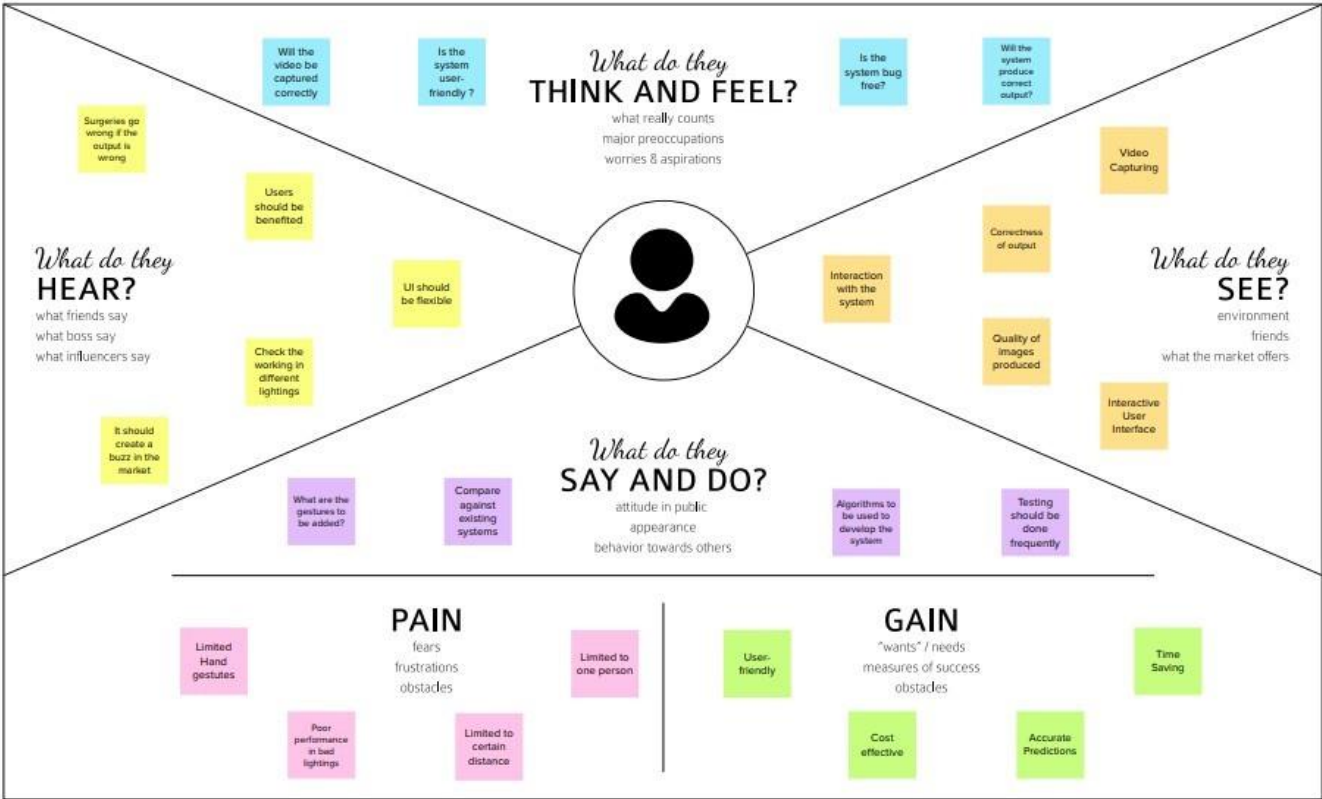 What do they
THINK AND FEEL?
what really counts
major preoccupations
worries & aspirations
Will the
video be
captured
correctly
Is the
system
user-
friendly ?
Is the
system bug
free?
Will the
system
produce
correct
output?
What do they
HEAR?
what friends say
what boss say
what influencers say
Surgeries go
wrong if the
output is
wrong
Users
should be
benefited
UI should
be flexible
Check the
working in
different
lightings
It should
create a
buzz in the
market
What do they
SEE?
environment
friends
what the market offers
Video
Capturing
Correctness
of output
Interaction
with the
system
Quality of
images
produced
Interactive
User
Interface
What do they
SAY AND DO?
attitude in public
appearance
behavior towards others
What are the
gestures to
be added?
Compare
against
existing
systems
Algorithms to
be used to
develop the
system
Testing
should be
done
frequently
PAIN
fears
frustrations
obstacles
Limited
Hand
gestutes
Limited to
one person
Poor
performance
in bad
lightings
Limited to
certain
distance
GAIN
"wants" / needs
measures of success
obstacles
User-
friendly
Time
Saving
Cost
effective
Accurate
Predictions